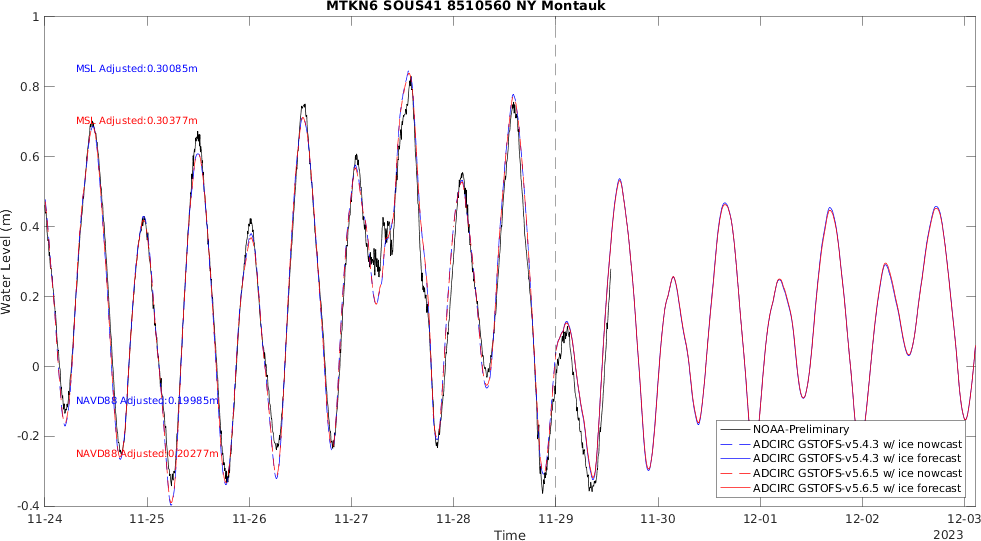 MTKN6 SOUS41 8510560 NY Montauk
1
0.8
0.6
0.4
0.2
0
-0.2
-0.4
Water Level (m)
MSL Adjusted:0.30085m
MSL Adjusted:0.30377m
NAVD88 Adjusted:0.19985m
NAVD88 Adjusted:0.20277m
NOAA-Preliminary
ADCIRC GSTOFS-v5.4.3 w/ ice nowcast
ADCIRC GSTOFS-v5.4.3 w/ ice forecast
ADCIRC GSTOFS-v5.6.5 w/ ice nowcast
ADCIRC GSTOFS-v5.6.5 w/ ice forecast
11-24 11-25 11-26 11-27 11-28 11-29 11-30 12-01 12-02 12-03
Time
2023